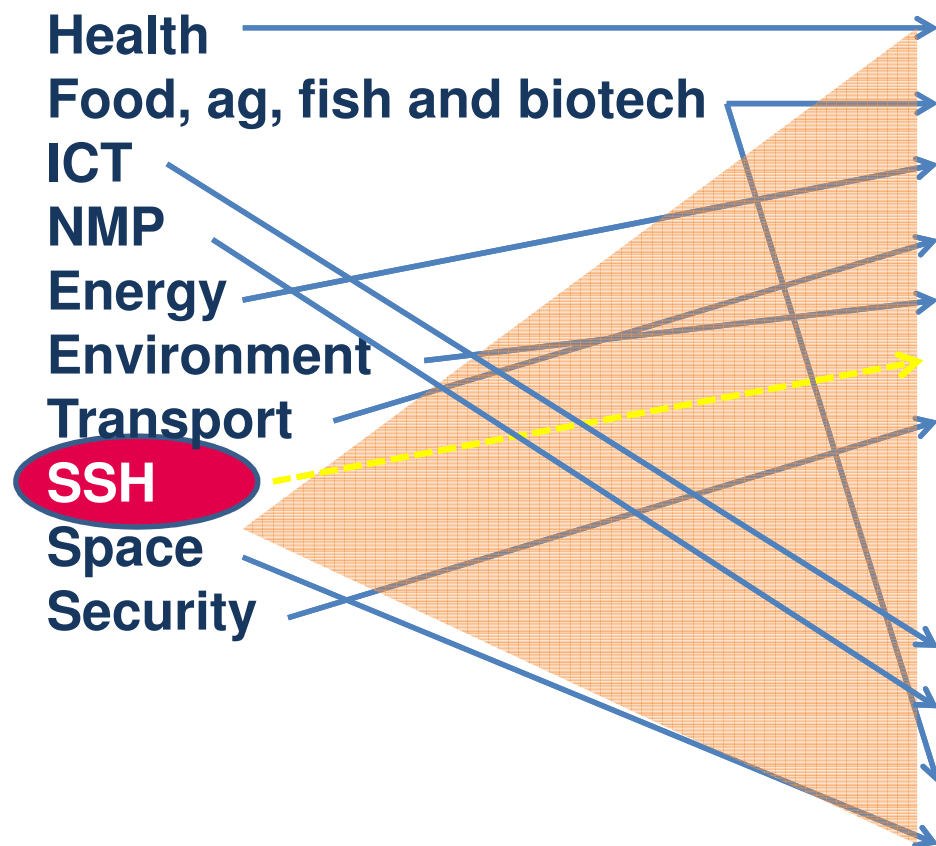 Health
Food, ag, fish and biotech
ICT
NMP
Energy
Environment
Transport
SSH
Space
Security